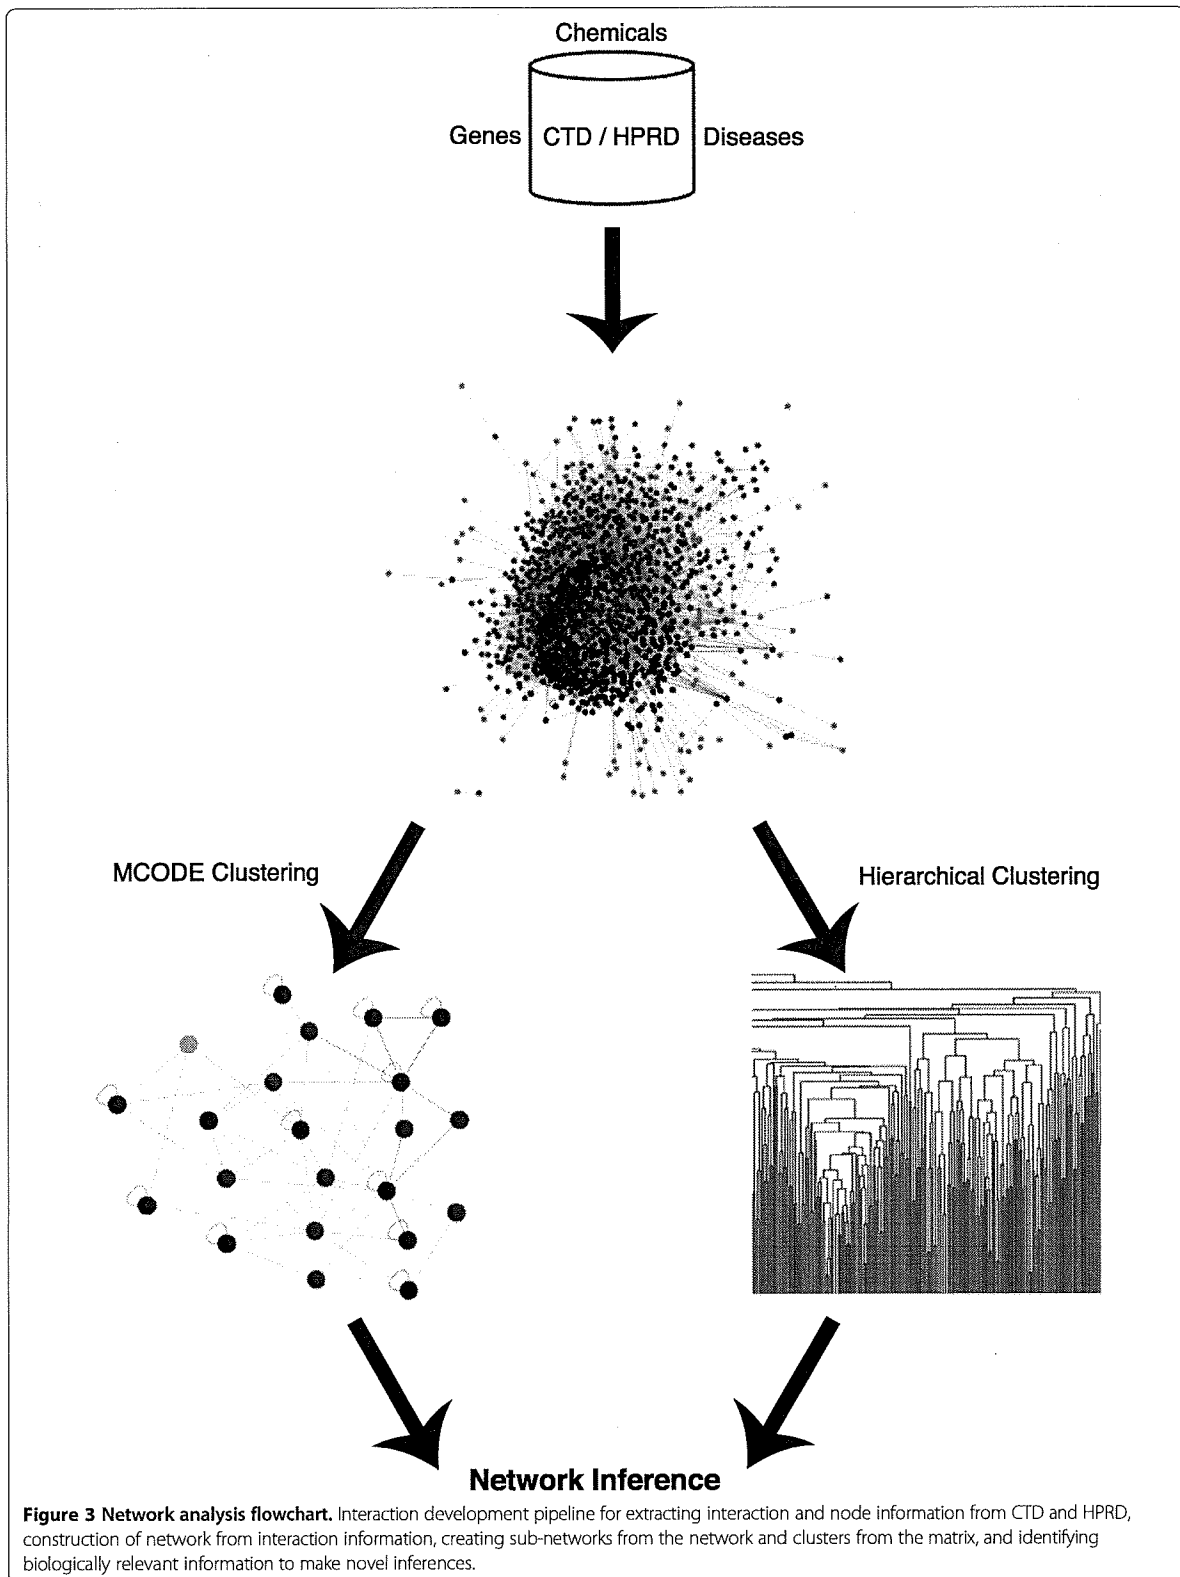 Chemicals
Genes CTD / HPRD Diseases
MCODE Clustering
Hierarchical Clustering
Network Inference
Figure 3 Network analysis flowchart. Interaction development pipeline for extracting interaction and node information from CTD and HPRD,
construction of network from interaction information, creating sub-networks from the network and clusters from the matrix, and identifying
biologically relevant information to make novel inferences.